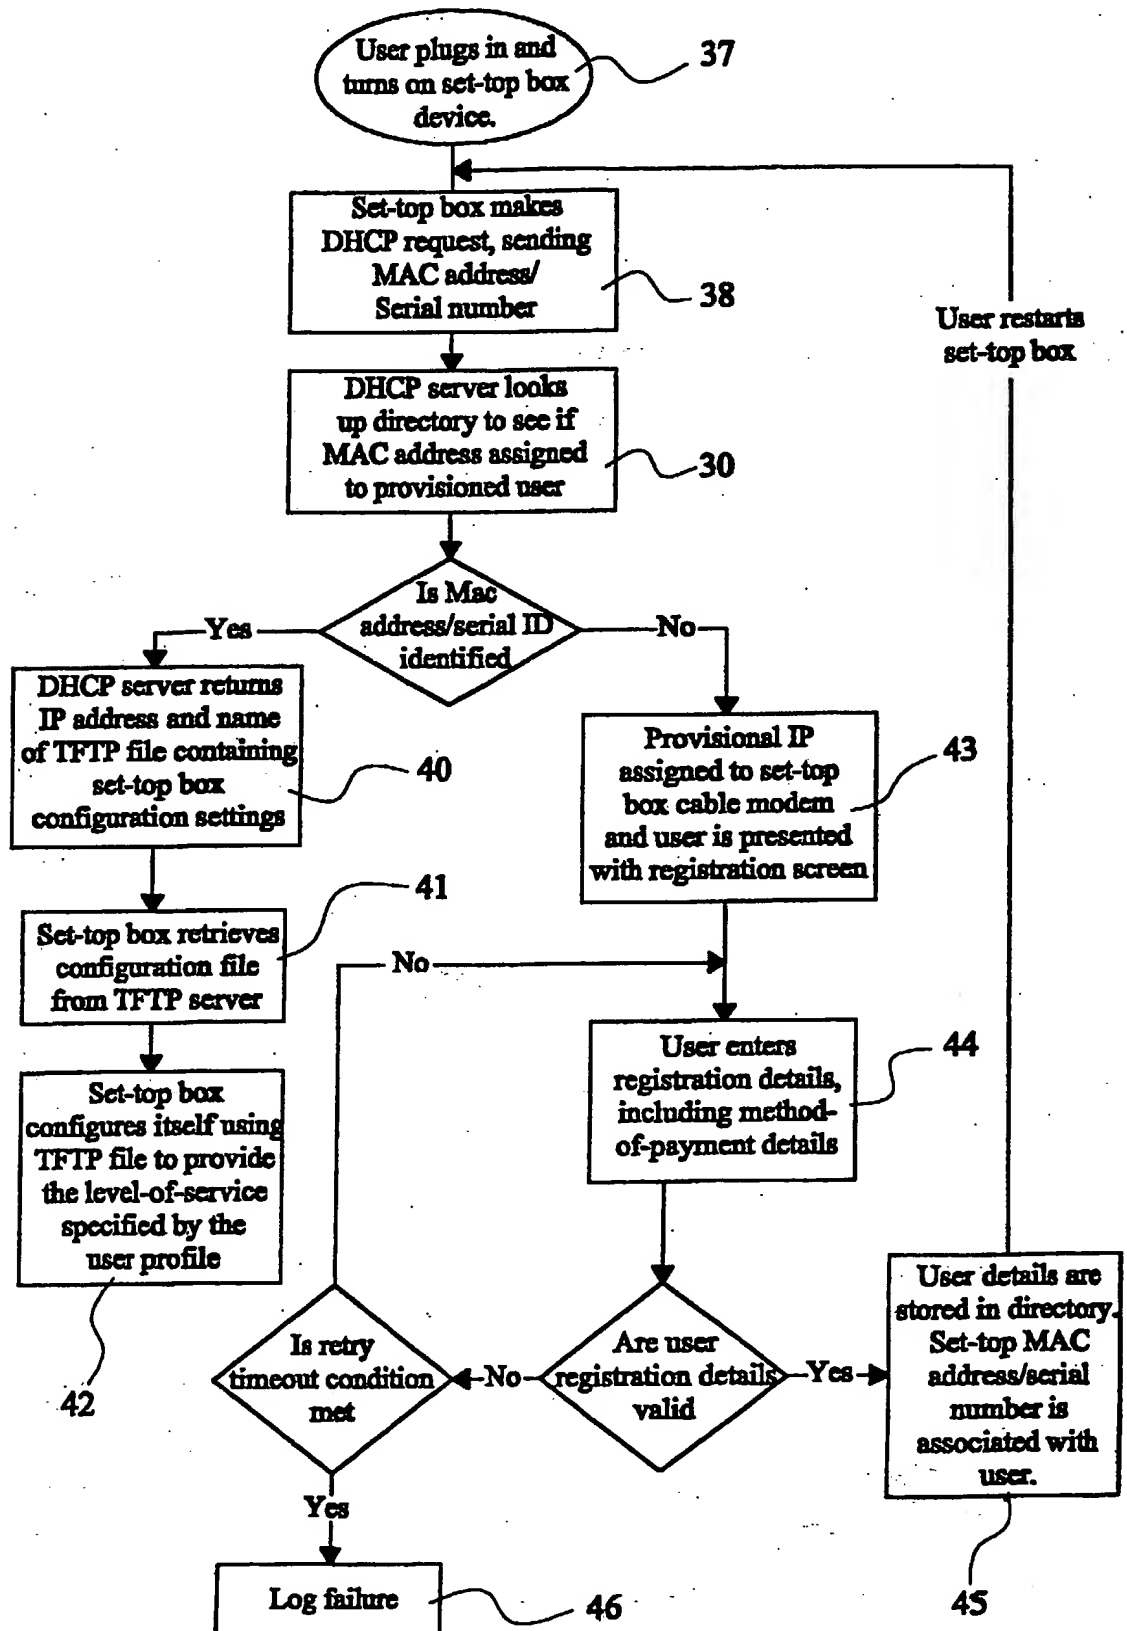 User plugs in and
turns on set-top box
device.
37
Set-top box makes
DHCP request, sending
MAC address/
Serial number
38
User restarts
set-top box
DHCP server looks
up directory to see if
MAC address assigned
to provisioned user
30
Is Mac
address/serial ID
identified
Yes
No
DHCP server returns
IP address and name
of TFTP file containing
set-top box
configuration settings
40
Provisional IP
assigned to set-top
box cable modem
and user is presented
with registration screen
43
Set-top box retrieves
configuration file
from TFTP server
41
No
User enters
registration details,
including method-
of-payment details
44
Set-top box
configures itself using
TFTP file to provide
the level-of-service
specified by the
user profile
42
Is retry
timeout condition
met
No
Are user
registration details
valid
Yes
User details are
stored in directory.
Set-top MAC
address/serial
number is
associated with
user.
45
Yes
Log failure
46